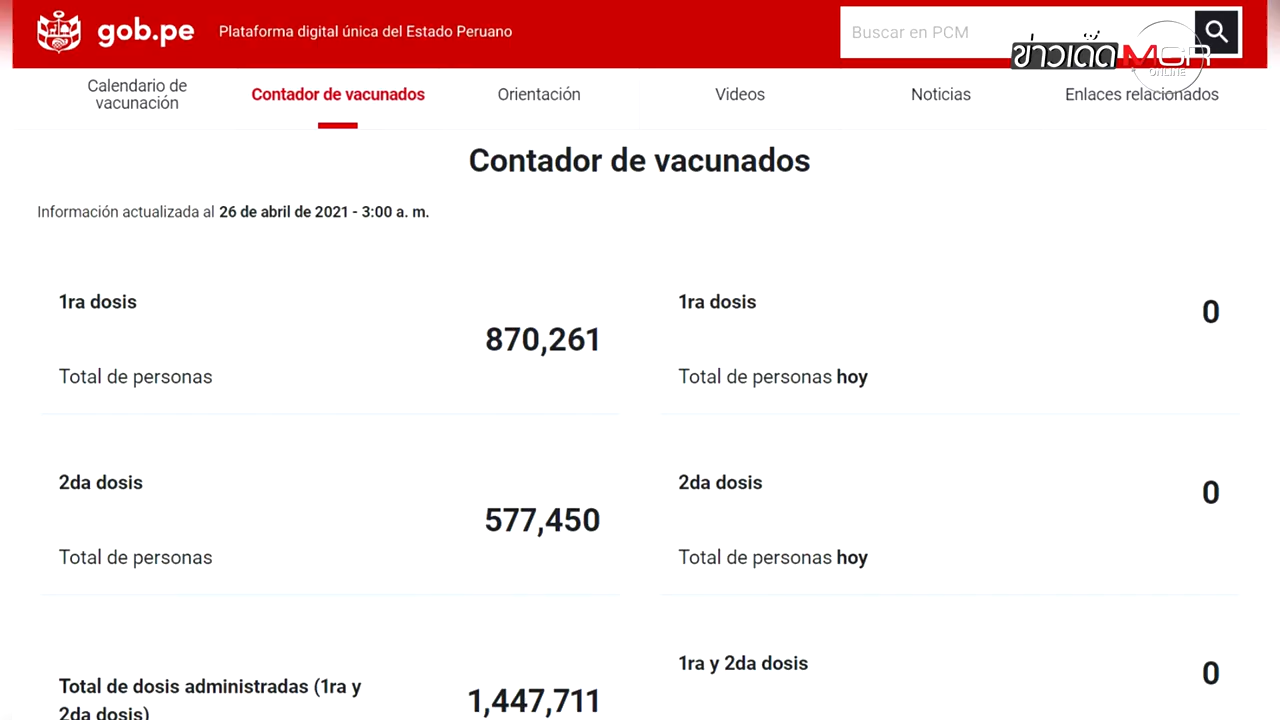 gob.pe
Plataforma digital única del Estado Peruano
Buscar en PCM
ข่าวเด็ด MGR
ONLINE
Calendario de
vacunación
Contador de vacunados
Orientación
Videos
Noticias
Enlaces relacionados
Contador de vacunados
Información actualizada al 26 de abril de 2021 - 3:00 a. m.
1ra dosis
870,261
Total de personas
1ra dosis
0
Total de personas hoy
2da dosis
577,450
Total de personas
2da dosis
0
Total de personas hoy
Total de dosis administradas (1ra y
2da dosis)
1,447,711
1ra y 2da dosis
0